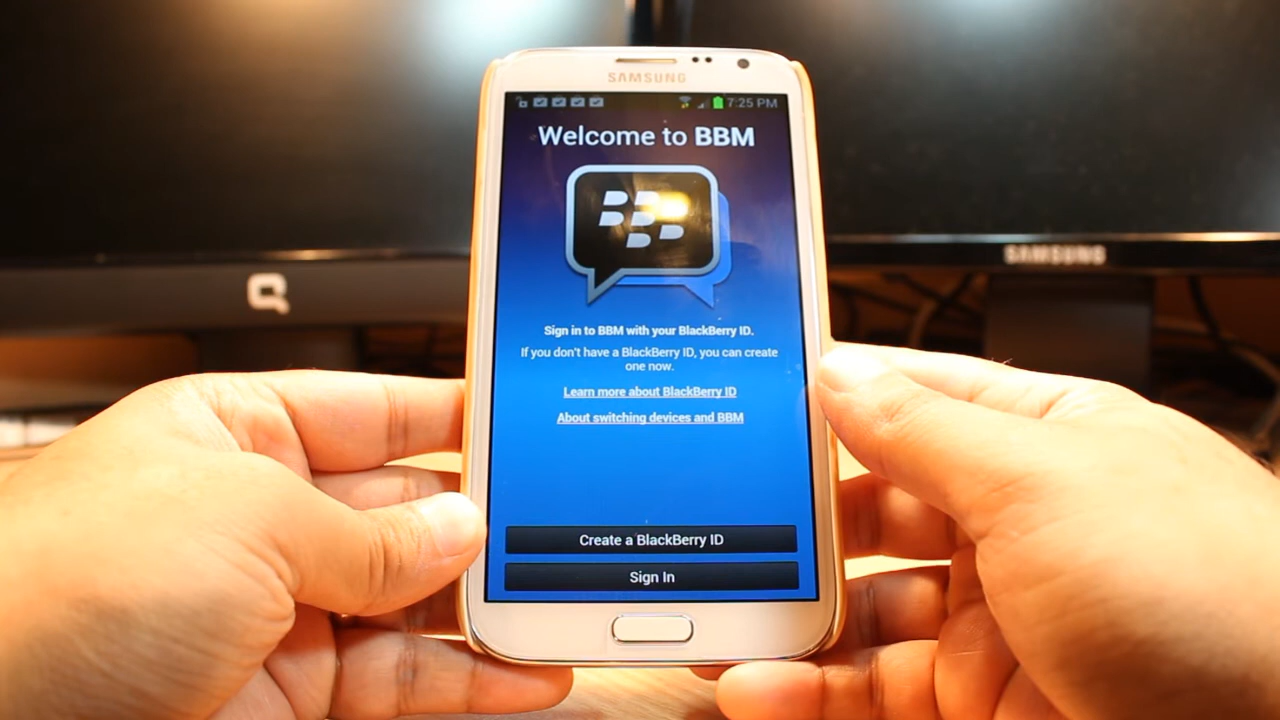 SAMSUNG
7:25 PM
Welcome to BBM
Sign in to BBM with your BlackBerry ID.
If you don't have a BlackBerry ID, you can create
one now.
Learn more about BlackBerry ID
About switching devices and BBM
Create a BlackBerry ID
Sign In
SAMSUNG